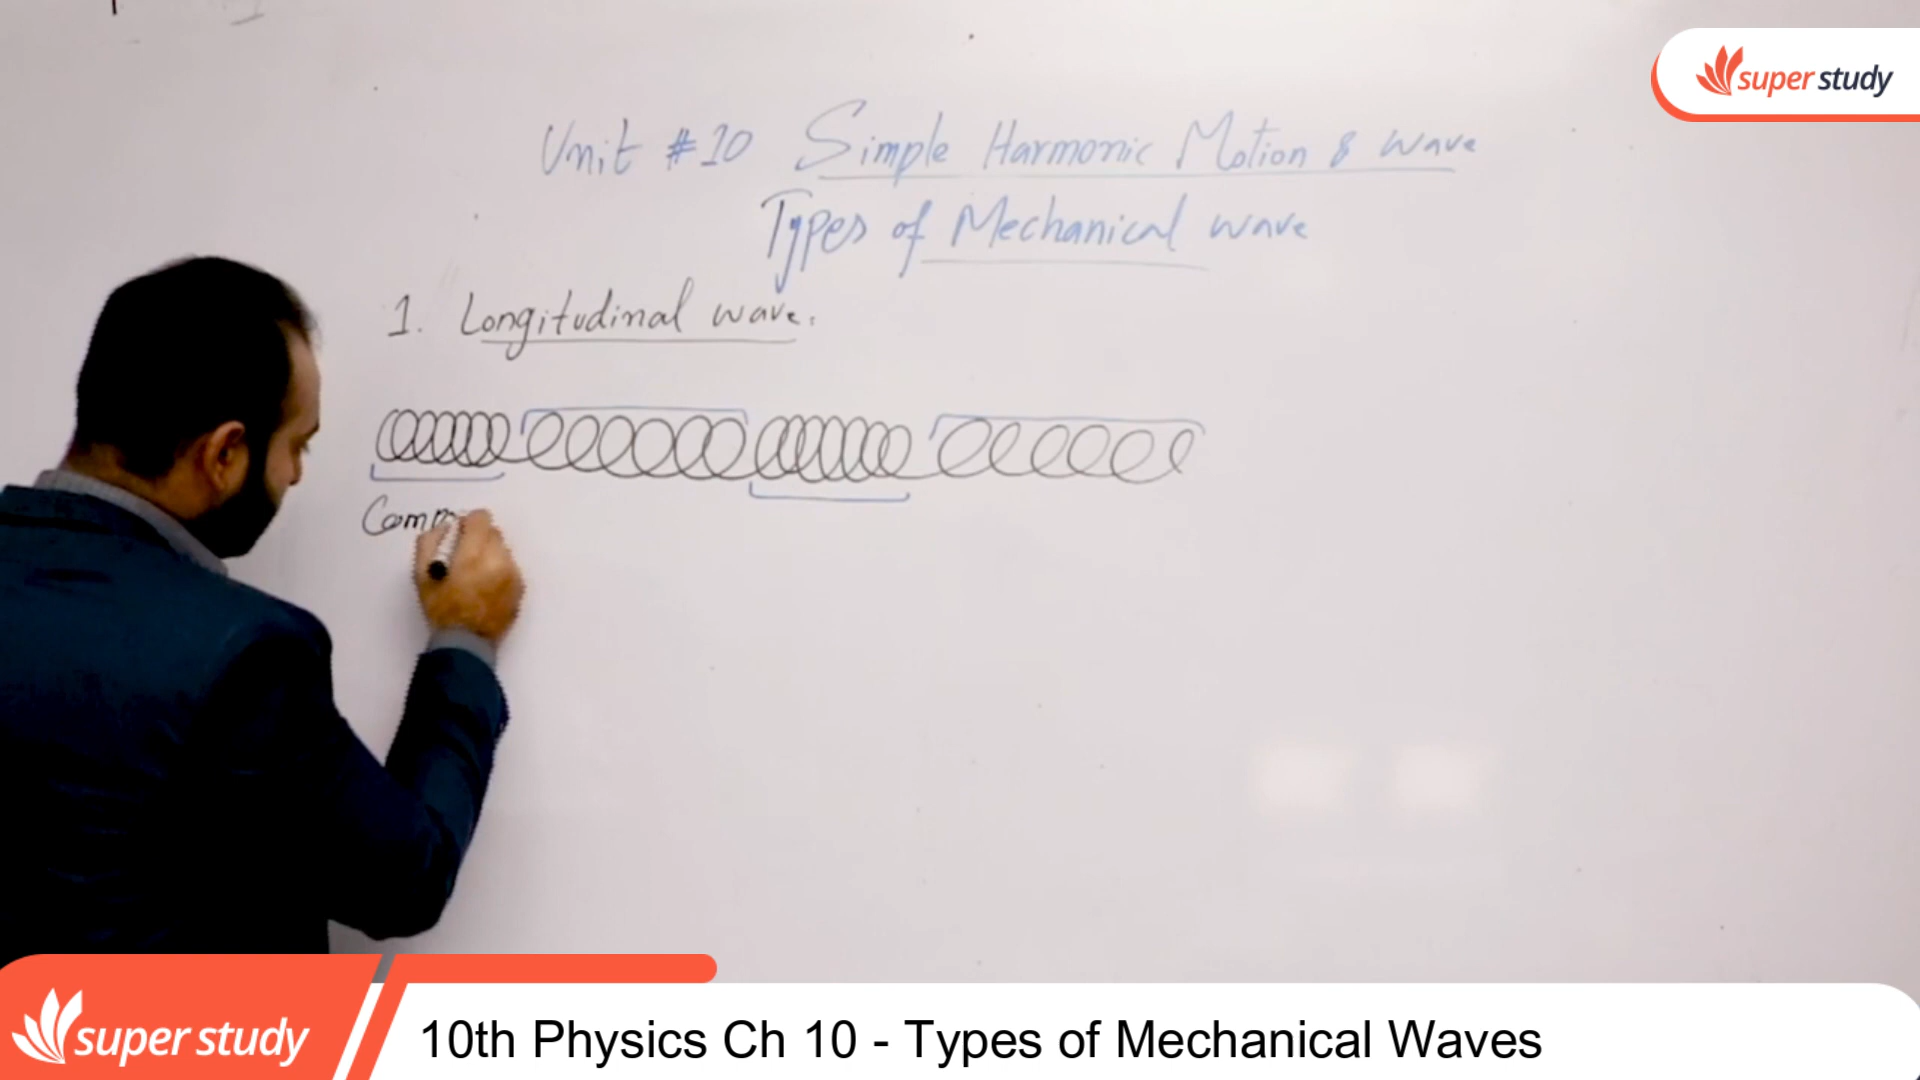 super study
Unit #10 Simple Harmonic Motion & wave
Types of Mechanical wave
1. Longitudinal wave.
Comp
super study
10th Physics Ch 10 - Types of Mechanical Waves